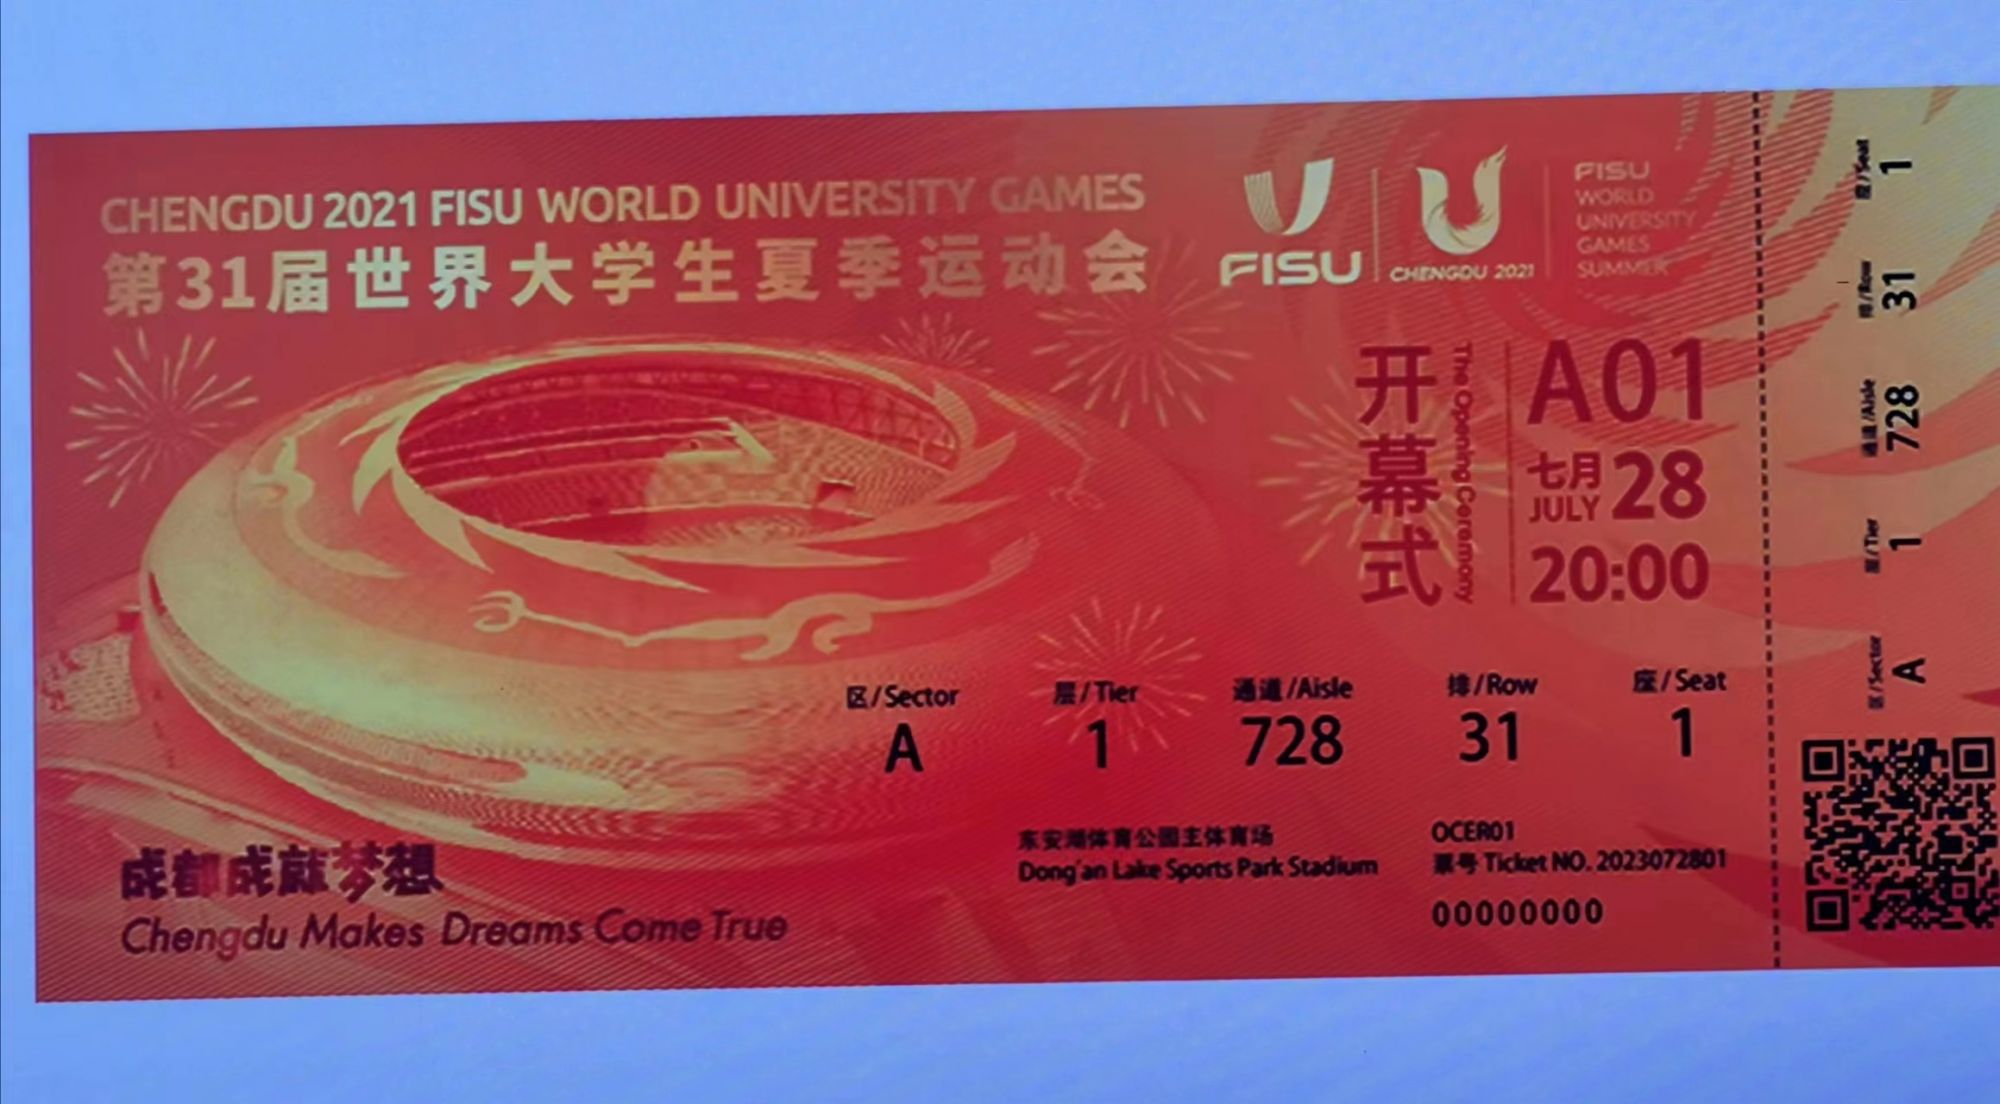 CHENGDU 2021 FISU WORLD UNIVERSITY GAMES
第31届世界大学生夏季运动会
FISU
CHENGDU 2021
FISU
WORLD
UNIVERSITY
GAMES
SUMMER
开幕式
The Opening Ceremony
A01
七月
JULY 28
20:00
区/Sector 层/Tier 通道/Aisle 排/Row 座/Seat
A 1 728 31 1
东安湖体育公园主体育场
Dong'an Lake Sports Park Stadium
OCER01
票号 Ticket NO. 2023072801
00000000
成都成就梦想
Chengdu Makes Dreams Come True
区/Sector 层/Tier 通道/Aisle 排/Row 座/Seat
A 1 728 31 1